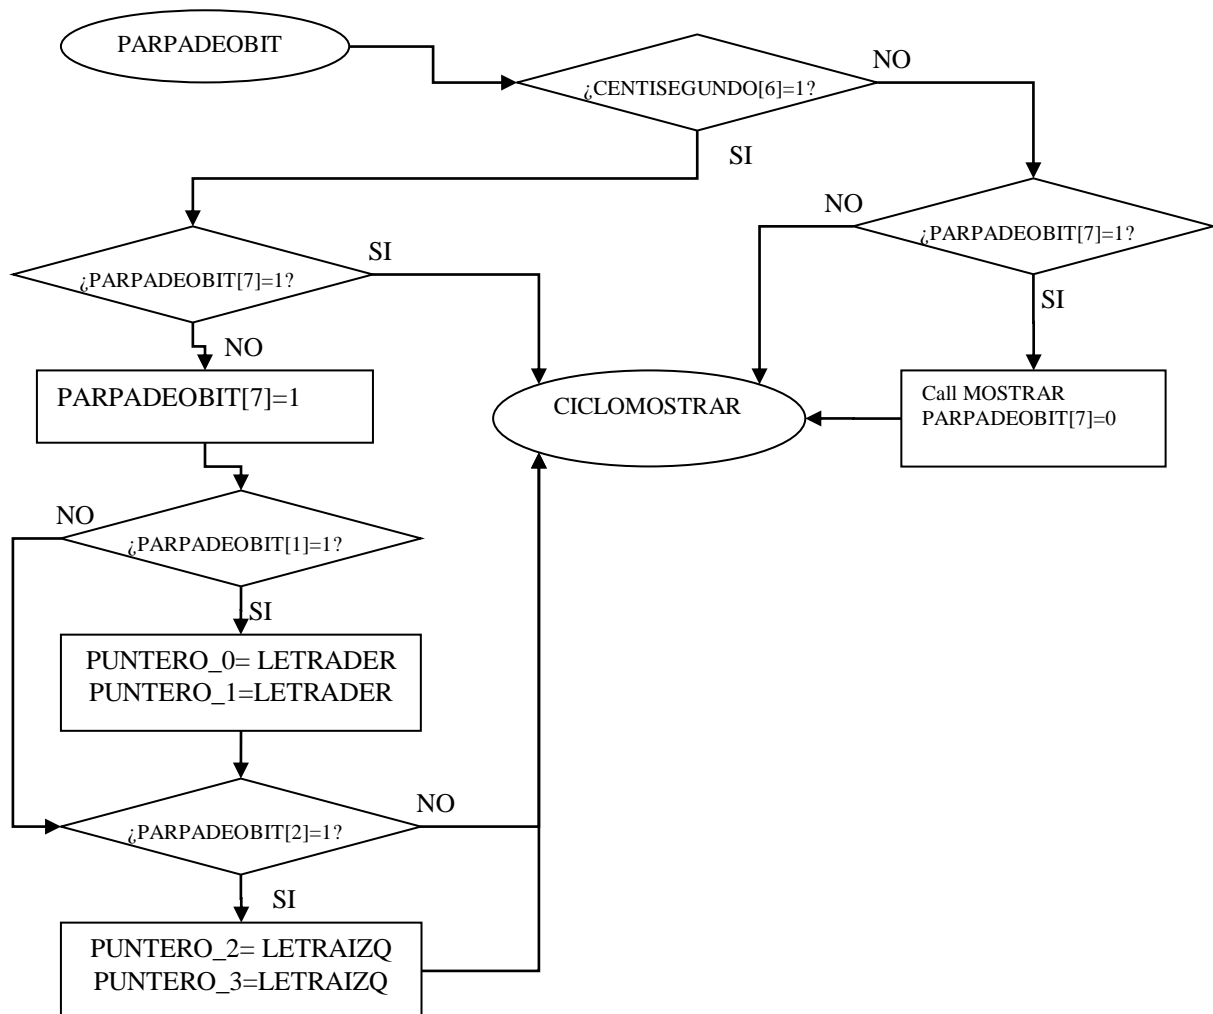 PARPADEOBIT
¿CENTISEGUNDO[6]=1?
NO
SI
NO
¿PARPADEOBIT[7]=1?
SI
¿PARPADEOBIT[7]=1?
SI
NO
PARPADEOBIT[7]=1
CICLOMOSTRAR
Call MOSTRAR
PARPADEOBIT[7]=0
NO
¿PARPADEOBIT[1]=1?
SI
PUNTERO_0= LETRADER
PUNTERO_1=LETRADER
NO
¿PARPADEOBIT[2]=1?
SI
PUNTERO_2= LETRAIZQ
PUNTERO_3=LETRAIZQ